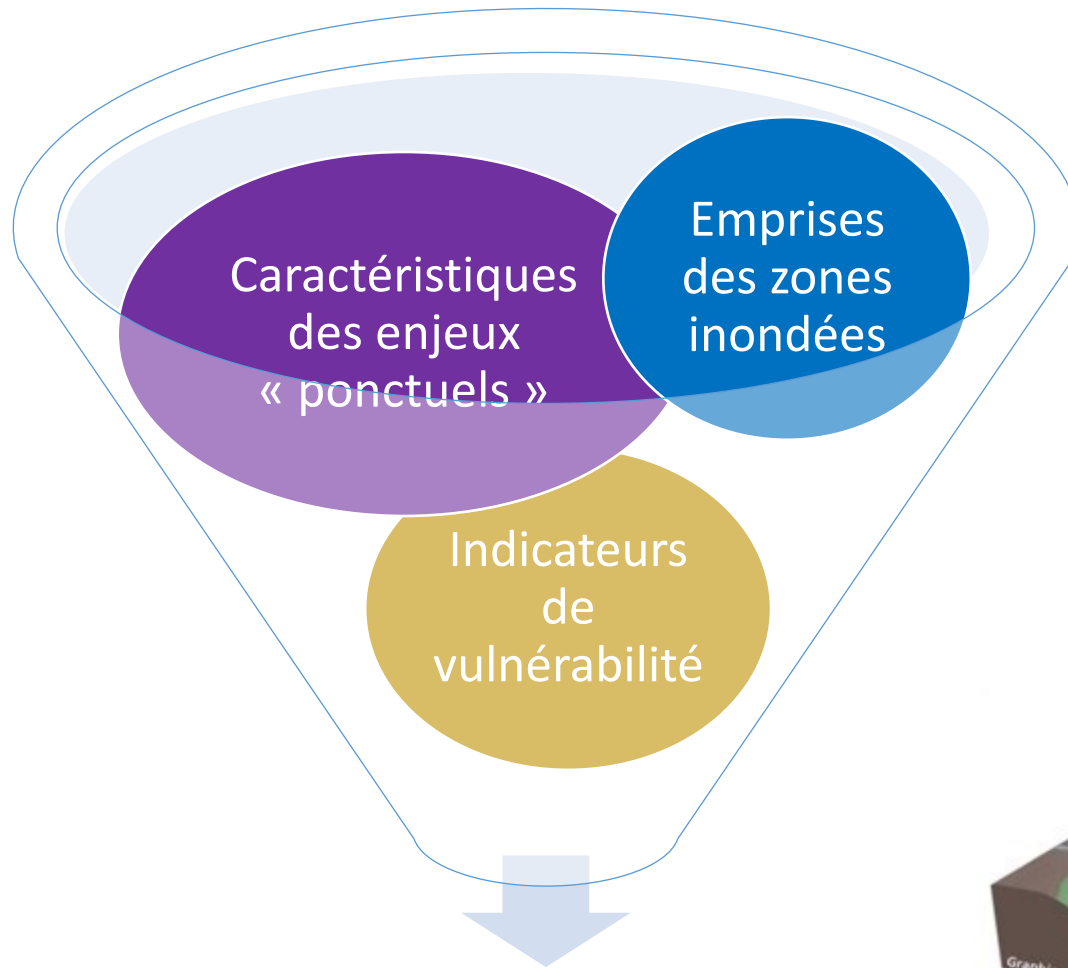 Caractéristiques
des enjeux
« ponctuels »
Emprises
des zones
inondées
Indicateurs
de
vulnérabilité